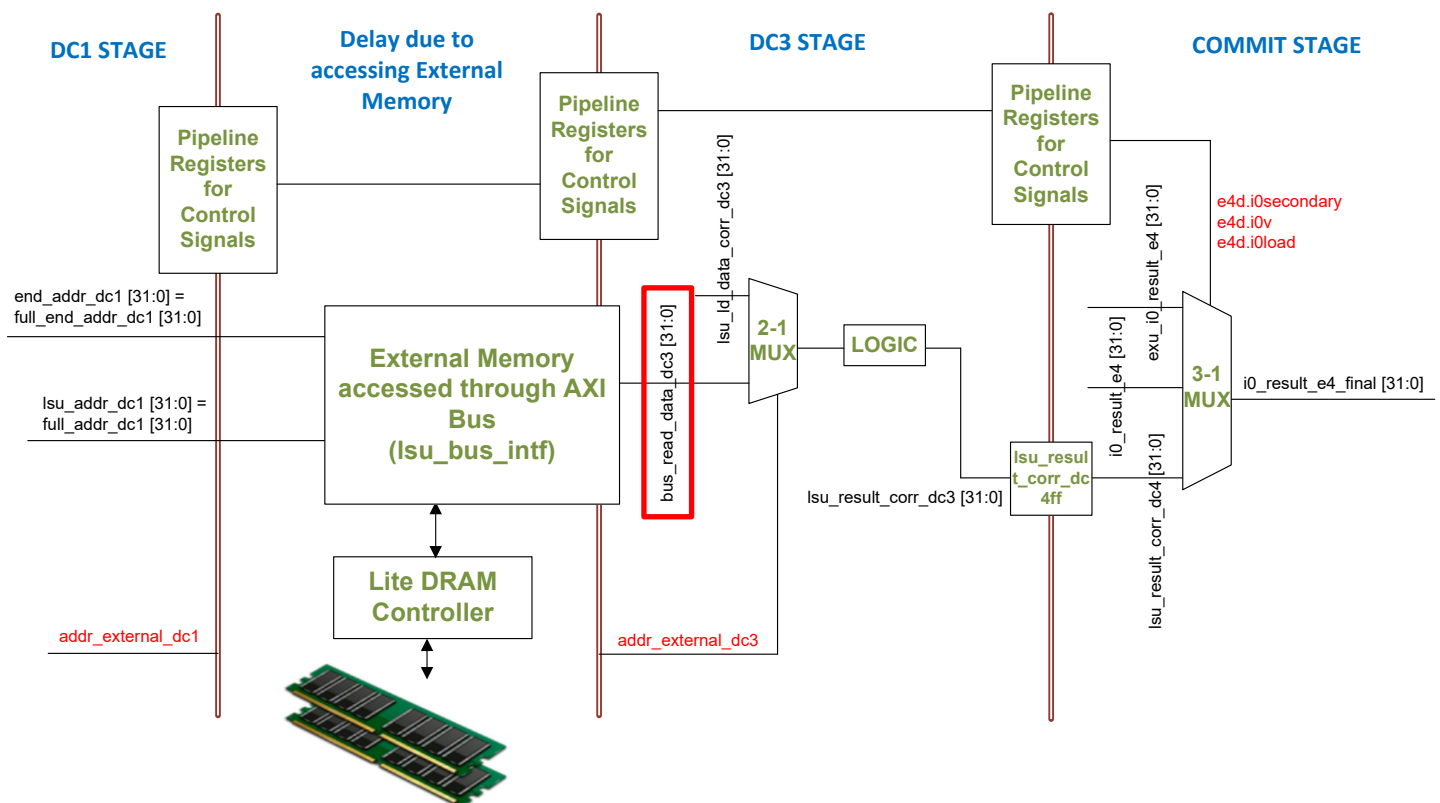 DC1 STAGE
Delay due to
accessing External
Memory
DC3 STAGE
COMMIT STAGE
Pipeline
Registers
for
Control
Signals
Pipeline
Registers
for
Control
Signals
Pipeline
Registers
for
Control
Signals
e4d.i0secondary
e4d.i0v
e4d.i0load
end_addr_dc1 [31:0] =
full_end_addr_dc1 [31:0]
lsu_addr_dc1 [31:0] =
full_addr_dc1 [31:0]
External Memory
accessed through AXI
Bus
(lsu_bus_intf)
bus_read_data_dc3 [31:0]
lsu_ld_data_corr_dc3 [31:0]
2-1
MUX
LOGIC
lsu_result_corr_dc3 [31:0]
lsu_resul
t_corr_dc
4ff
exu_i0_result_e4 [31:0]
i0_result_e4 [31:0]
lsu_result_corr_dc4 [31:0]
3-1
MUX
i0_result_e4_final [31:0]
Lite DRAM
Controller
addr_external_dc1
addr_external_dc3